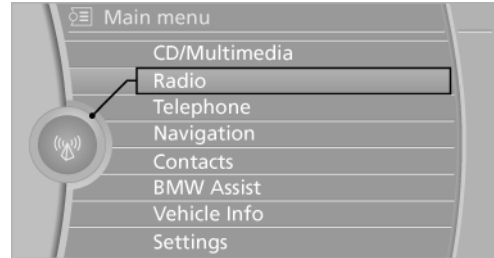 Main menu
CD/Multimedia
Radio
Telephone
Navigation
Contacts
BMW Assist
Vehicle Info
Settings